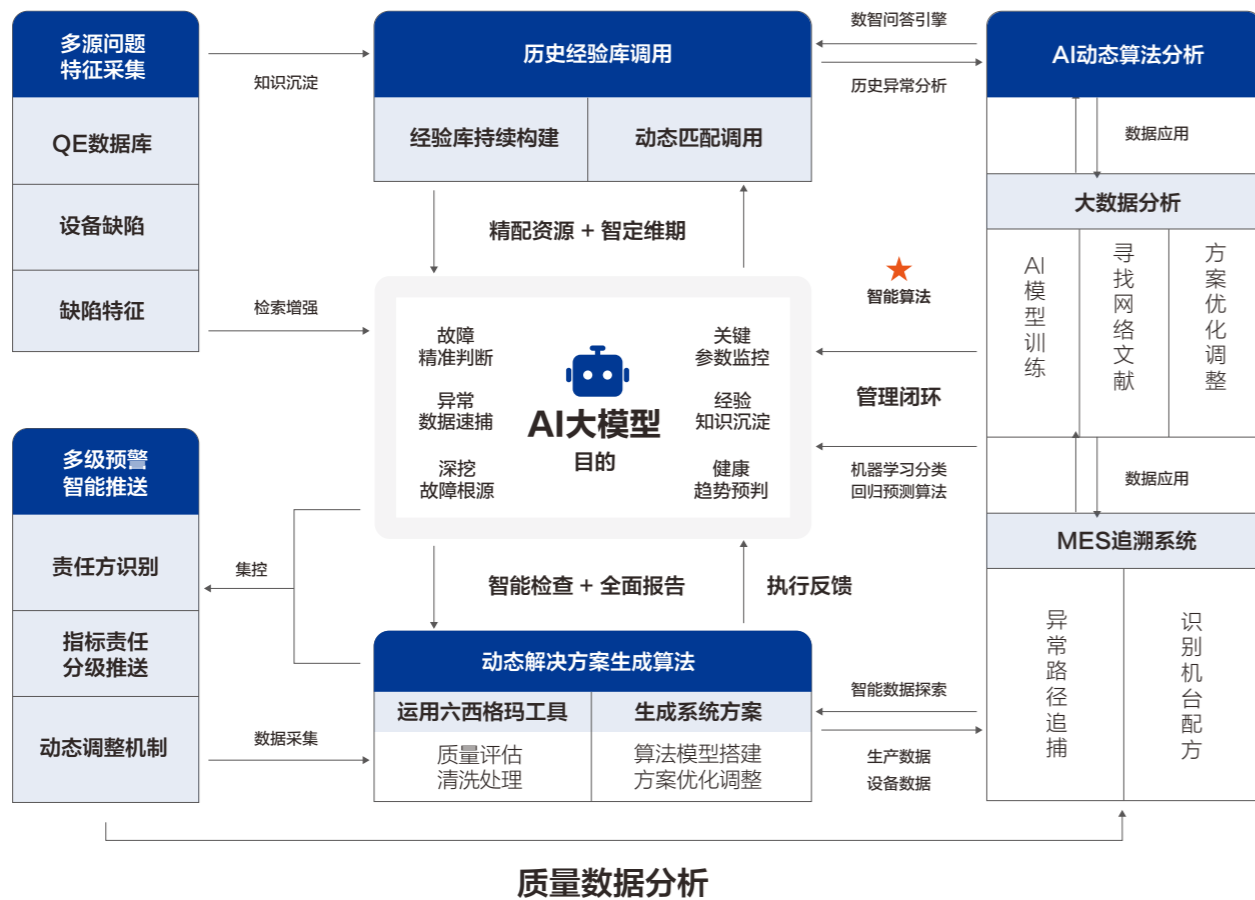 多源问题
特征采集
QE数据库
设备缺陷
缺陷特征
知识沉淀
检索增强
历史经验库调用
经验库持续构建
动态匹配调用
精配资源 + 智定维期
数智问答引擎
历史异常分析
AI动态算法分析
数据应用
大数据分析
AI模型训练
寻找网络文献
方案优化调整
智能算法
管理闭环
机器学习分类
回归预测算法
故障
精准判断
异常
数据速捕
深挖
故障根源
AI大模型
目的
关键
参数监控
经验
知识沉淀
健康
趋势预判
数据应用
MES追溯系统
异常路径追捕
识别机台配方
多级预警
智能推送
责任方识别
指标责任
分级推送
动态调整机制
集控
数据采集
智能检查 + 全面报告
执行反馈
动态解决方案生成算法
运用六西格玛工具
质量评估
清洗处理
生成系统方案
算法模型搭建
方案优化调整
智能数据探索
生产数据
设备数据
质量数据分析